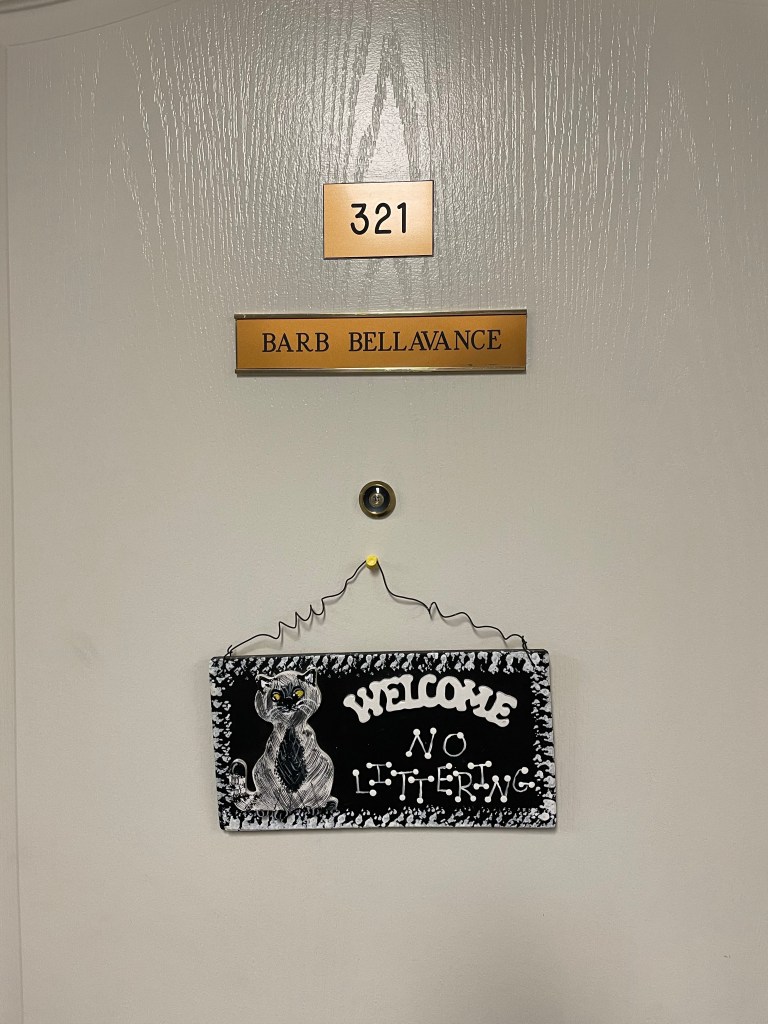 321
BARB BELLAVANCE
WELCOME
NO
LITTERING